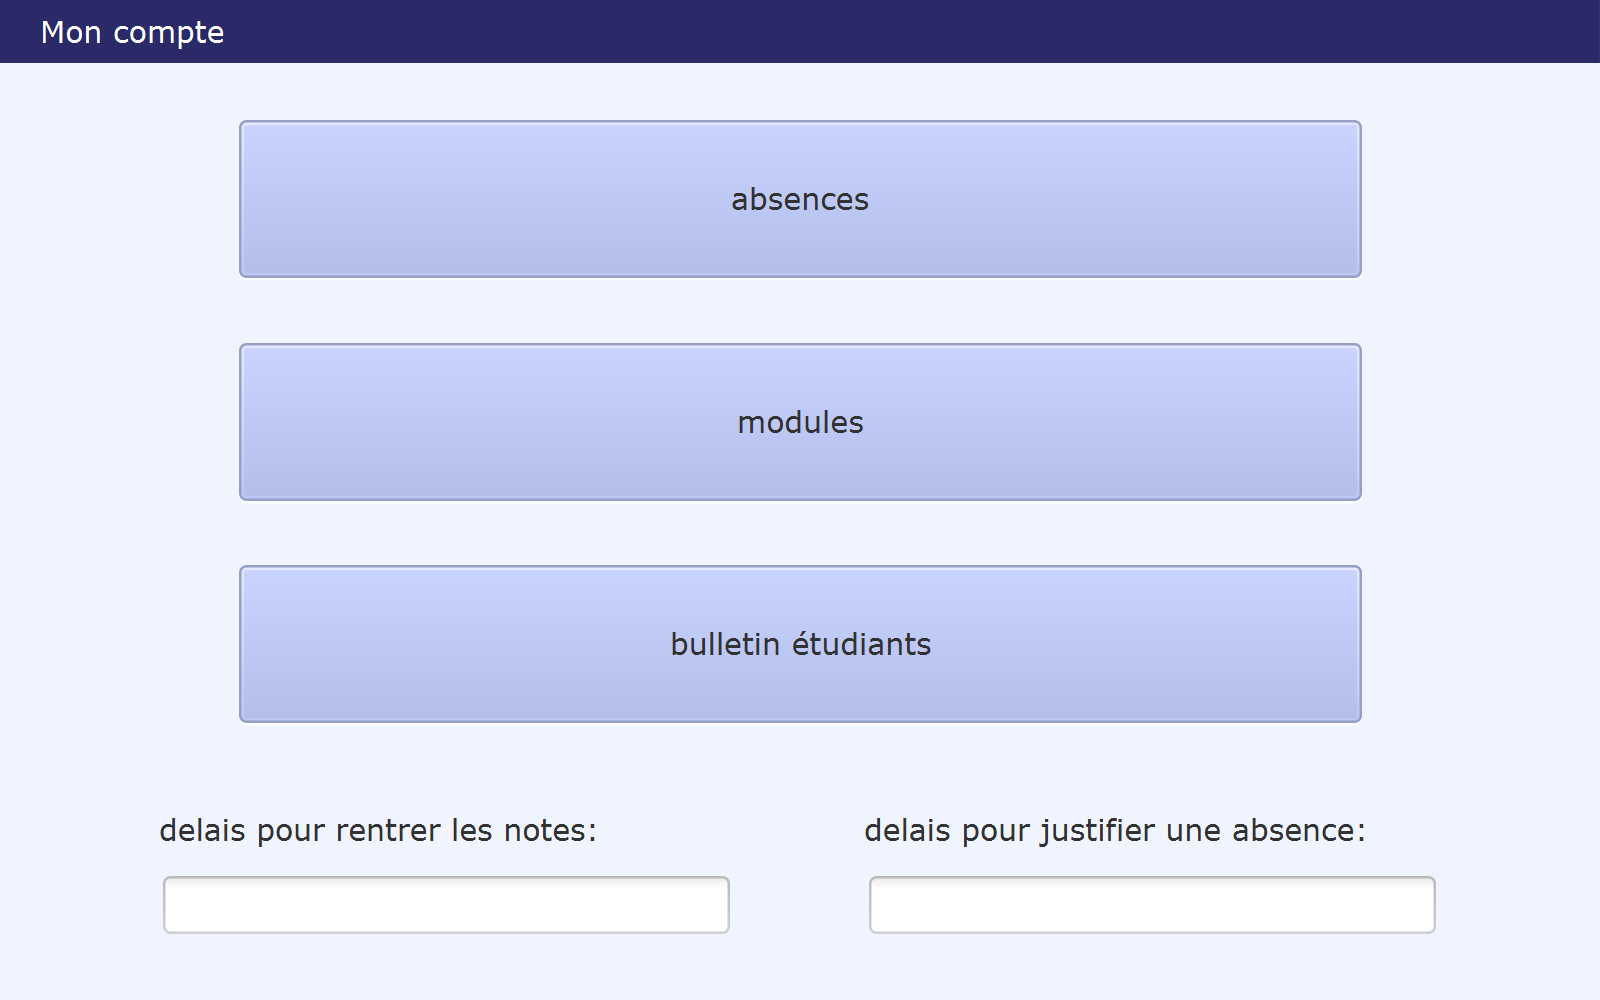 Mon compte
absences
modules
bulletin étudiants
delais pour rentrer les notes:
delais pour justifier une absence: